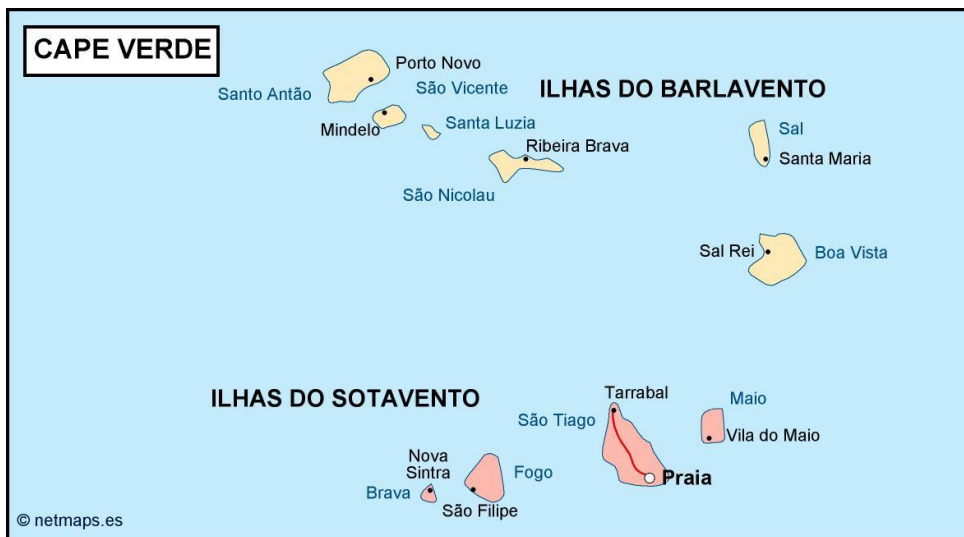 CAPE VERDE
Porto Novo
Santo Antão
São Vicente
ILHAS DO BARLAVENTO
Mindelo
Santa Luzia
Sal
Ribeira Brava
Santa Maria
São Nicolau
Sal Rei
Boa Vista
ILHAS DO SOTAVENTO
Tarrabal
São Tiago
Maio
Vila do Maio
Nova
Sintra
Fogo
Praia
Brava
São Filipe
© netmaps.es